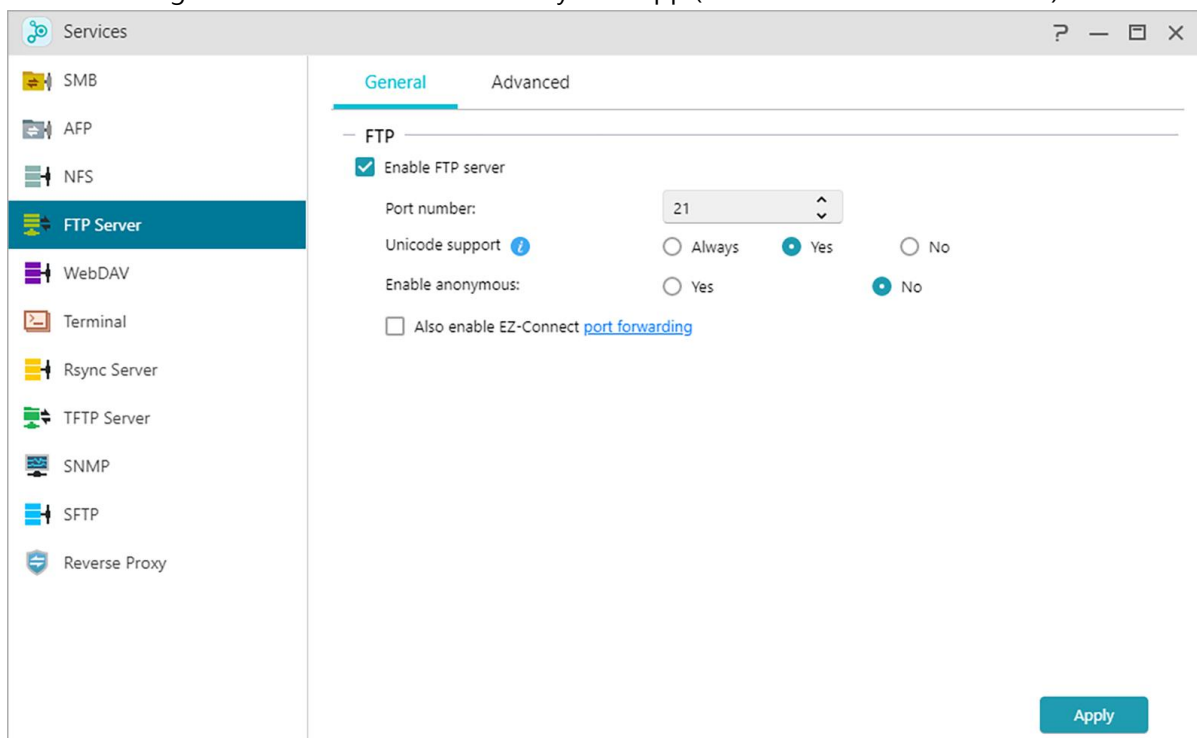 Services
SMB
AFP
NFS
FTP Server
WebDAV
Terminal
Rsync Server
TFTP Server
SNMP
SFTP
Reverse Proxy
General Advanced
FTP
Enable FTP server
Port number: 21
Unicode support Always Yes No
Enable anonymous: Yes No
Also enable EZ-Connect port forwarding
Apply